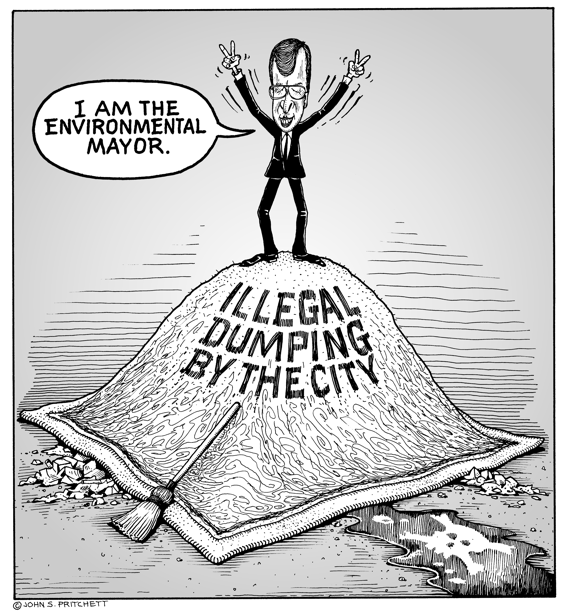 I AM THE
ENVIRONMENTAL
MAYOR.
ILLEGAL
DUMPING
BY THE CITY
© JOHN S. PRITCHETT